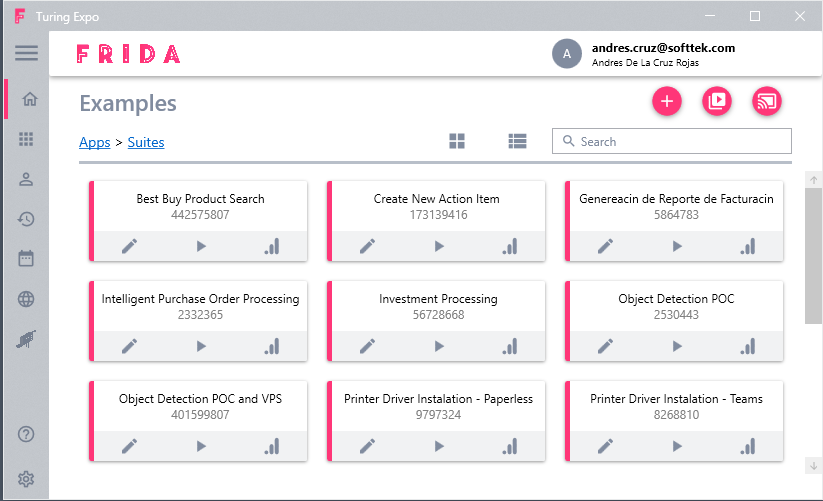 Turing Expo
FRIDA
A
andres.cruz@softtek.com
Andres De La Cruz Rojas
Examples
Apps > Suites
Search
Best Buy Product Search
442575807
Create New Action Item
173139416
Genereacin de Reporte de Facturacin
5864783
Intelligent Purchase Order Processing
2332365
Investment Processing
56728668
Object Detection POC
2530443
Object Detection POC and VPS
401599807
Printer Driver Instalation - Paperless
9797324
Printer Driver Instalation - Teams
8268810